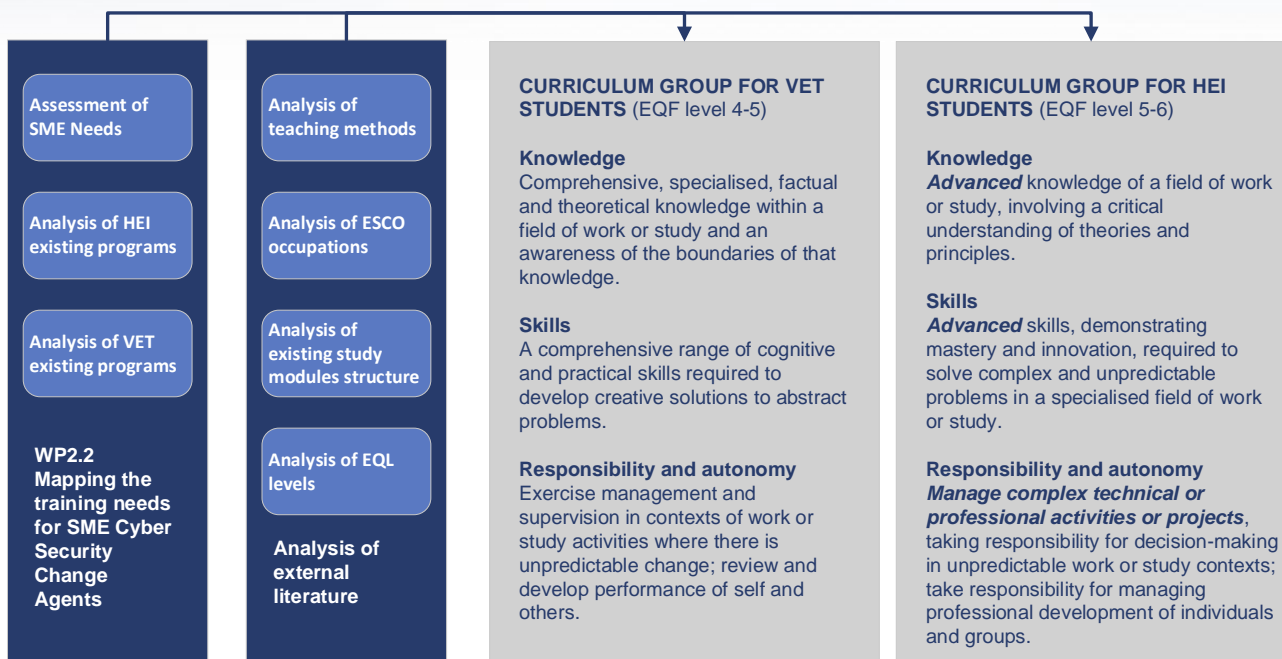 Assessment of
SME Needs
Analysis of HEI
existing programs
Analysis of VET
existing programs
WP2.2
Mapping the
training needs
for SME Cyber
Security
Change
Agents
Analysis of
teaching methods
Analysis of ESCO
occupations
Analysis of
existing study
modules structure
Analysis of EQL
levels
Analysis of
external
literature
CURRICULUM GROUP FOR VET
STUDENTS (EQF level 4-5)
Knowledge
Comprehensive, specialised, factual
and theoretical knowledge within a
field of work or study and an
awareness of the boundaries of that
knowledge.
Skills
A comprehensive range of cognitive
and practical skills required to
develop creative solutions to abstract
problems.
Responsibility and autonomy
Exercise management and
supervision in contexts of work or
study activities where there is
unpredictable change; review and
develop performance of self and
others.
CURRICULUM GROUP FOR HEI
STUDENTS (EQF level 5-6)
Knowledge
Advanced knowledge of a field of work
or study, involving a critical
understanding of theories and
principles.
Skills
Advanced skills, demonstrating
mastery and innovation, required to
solve complex and unpredictable
problems in a specialised field of work
or study.
Responsibility and autonomy
Manage complex technical or
professional activities or projects,
taking responsibility for decision-making
in unpredictable work or study contexts;
take responsibility for managing
professional development of individuals
and groups.